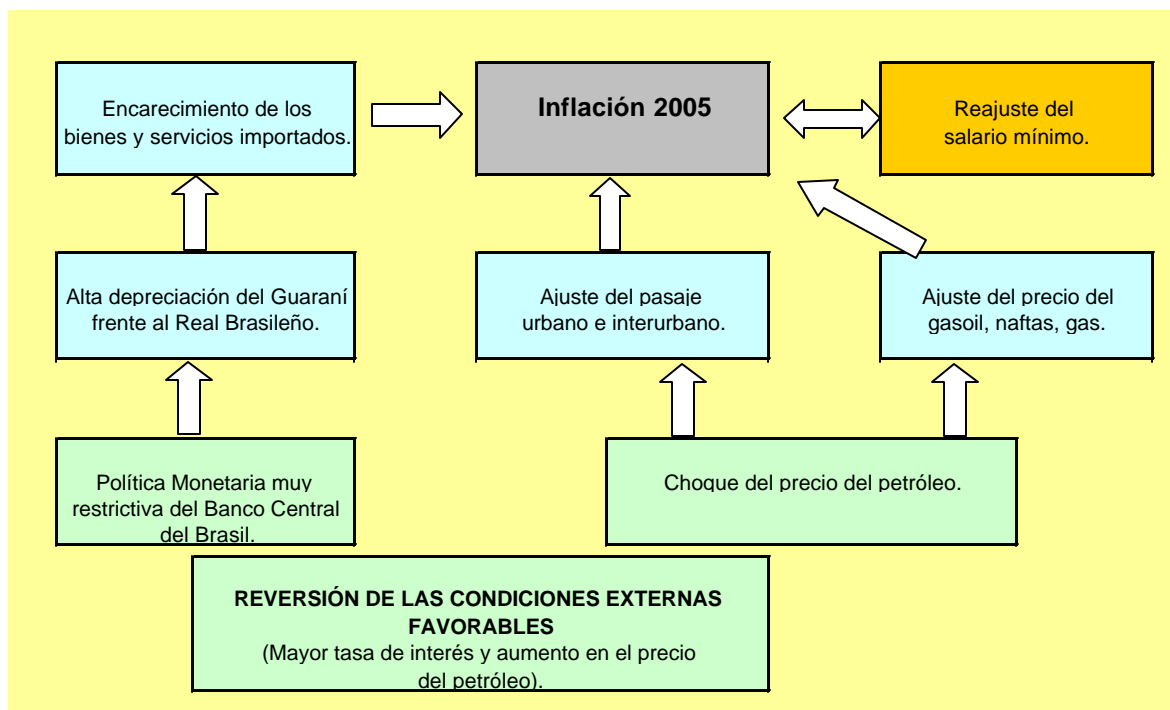 Encarecimiento de los
bienes y servicios importados.
Inflación 2005
Reajuste del
salario mínimo.
Alta depreciación del Guaraní
frente al Real Brasileño.
Ajuste del pasaje
urbano e interurbano.
Ajuste del precio del
gasoil, naftas, gas.
Política Monetaria muy
restrictiva del Banco Central
del Brasil.
Choque del precio del petróleo.
REVERSIÓN DE LAS CONDICIONES EXTERNAS
FAVORABLES
(Mayor tasa de interés y aumento en el precio
del petróleo).